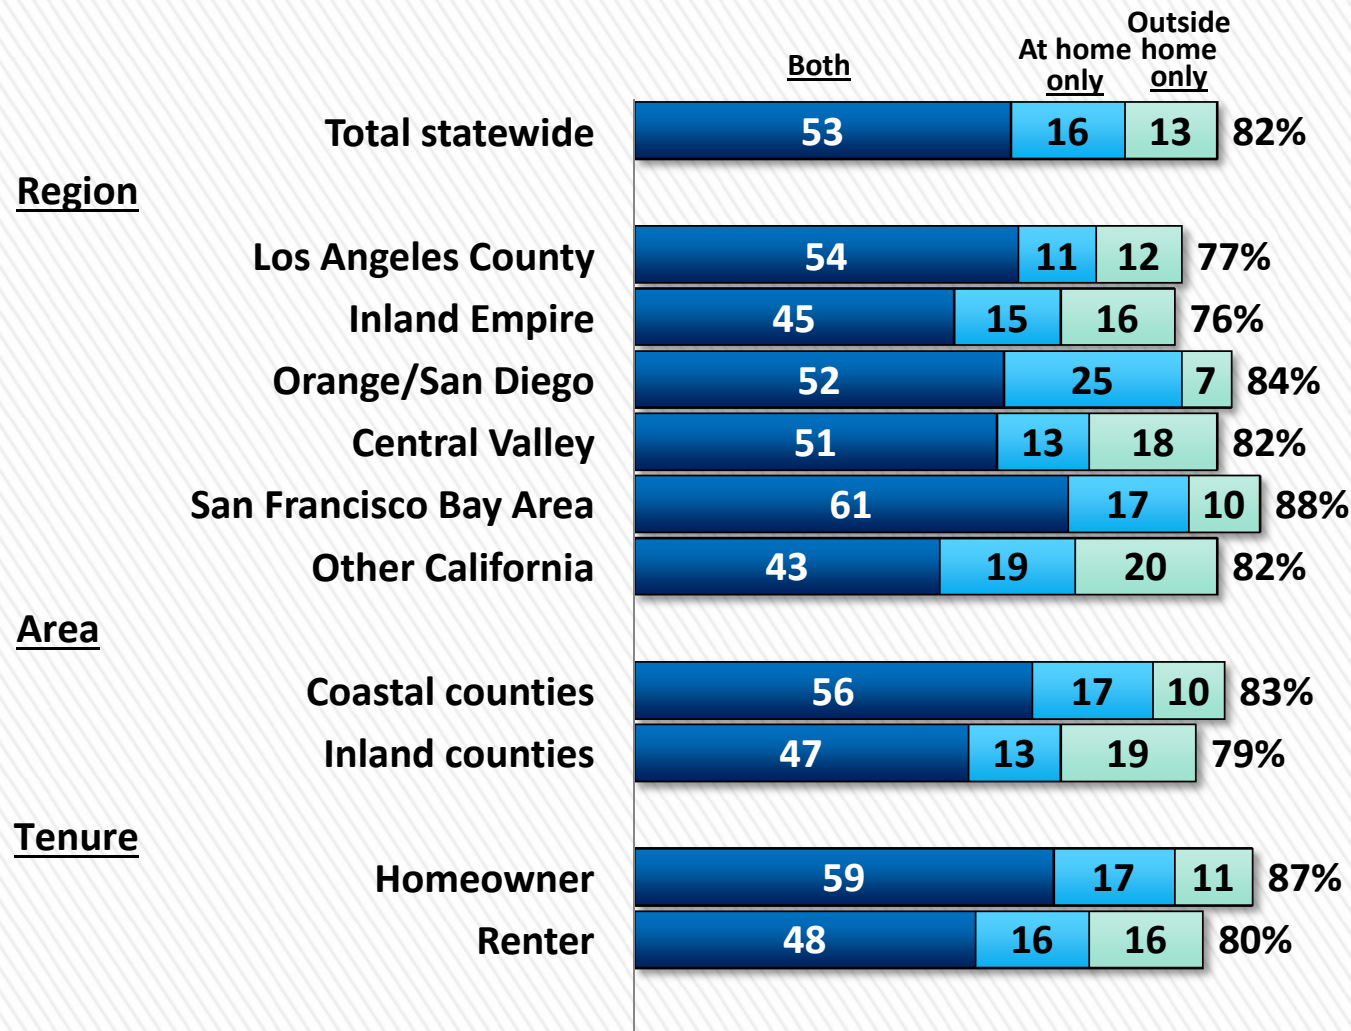 Both
At home only
Outside home only
Total statewide 53 16 13 82%
Region
Los Angeles County 54 11 12 77%
Inland Empire 45 15 16 76%
Orange/San Diego 52 25 7 84%
Central Valley 51 13 18 82%
San Francisco Bay Area 61 17 10 88%
Other California 43 19 20 82%
Area
Coastal counties 56 17 10 83%
Inland counties 47 13 19 79%
Tenure
Homeowner 59 17 11 87%
Renter 48 16 16 80%